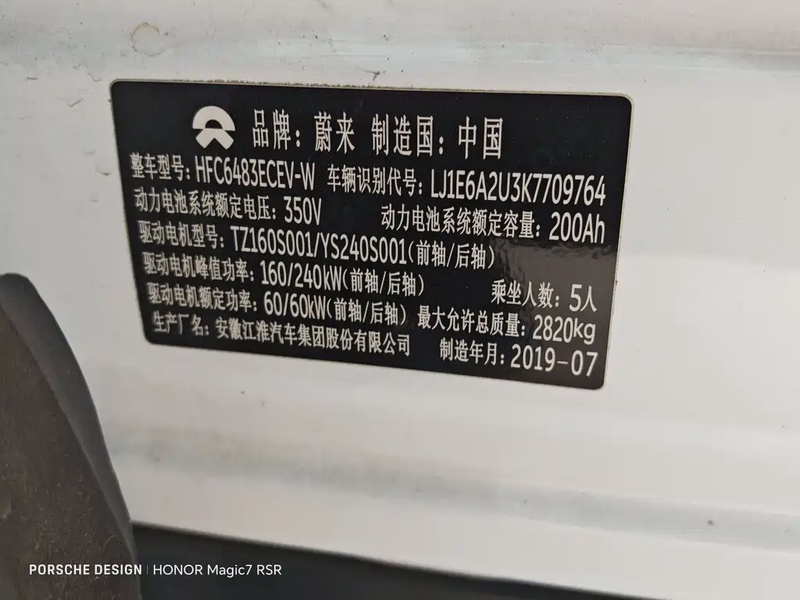 品牌：蔚来 制造国：中国
整车型号：HFC6483ECEV-W 车辆识别代号：LJ1E6A2U3K7709764
动力电池系统额定电压：350V 动力电池系统额定容量：200Ah
驱动电机型号：TZ160S001/YS240S001(前轴/后轴)
驱动电机峰值功率：160/240kW(前轴/后轴) 乘坐人数：5人
驱动电机额定功率：60/60kW(前轴/后轴) 最大允许总质量：2820kg
生产厂名：安徽江淮汽车集团股份有限公司 制造年月：2019-07
PORSCHE DESIGN | HONOR Magic7 RSR